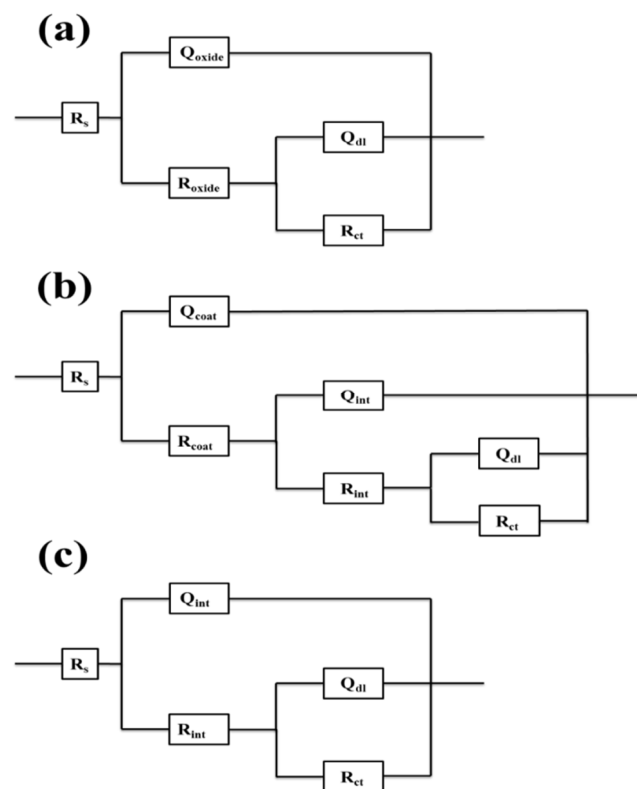 (a)
Qoxide
Rs
Qdl
Roxide
Rct
(b)
Qcoat
Rs
Qint
Rcoat
Qdl
Rint
Rct
(c)
Qint
Rs
Qdl
Rint
Rct